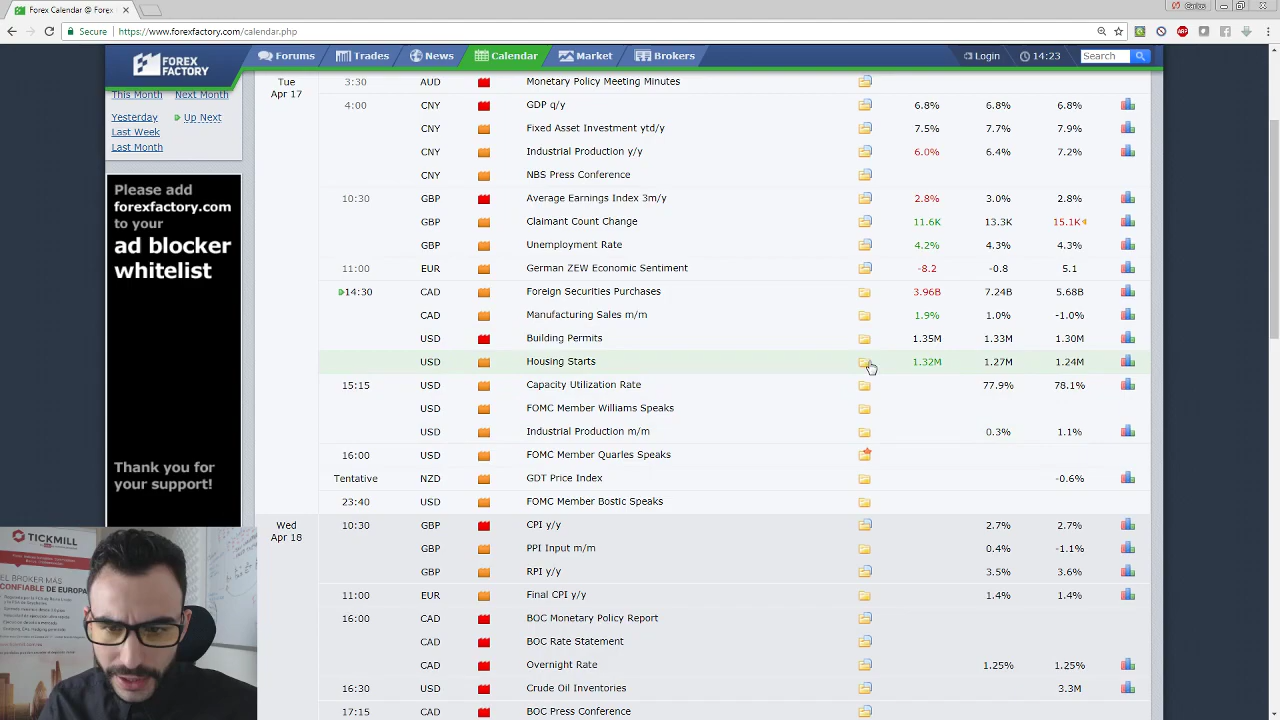 Forex Calendar @ Forex
Carlos
Secure
https://www.forexfactory.com/calendar.php
FOREX
FACTORY
Forums
Trades
News
Calendar
Market
Brokers
Login
14:23
Search
This Month
Next Month
Yesterday
Up Next
Last Week
Last Month
Please add
forexfactory.com
to your
ad blocker
whitelist
Thank you for
your support!
Tue
Apr 17
3:30 AUD Monetary Policy Meeting Minutes
4:00 CNY GDP q/y 6.8% 6.8% 6.8%
CNY Fixed Asset Investment ytd/y 7.5% 7.7% 7.9%
CNY Industrial Production y/y 6.0% 6.4% 7.2%
CNY NBS Press Conference
10:30 GBP Average Earnings Index 3m/y 2.8% 3.0% 2.8%
GBP Claimant Count Change 11.6K 13.3K 15.1K
GBP Unemployment Rate 4.2% 4.3% 4.3%
11:00 EUR German ZEW Economic Sentiment -8.2 -0.8 5.1
14:30 CAD Foreign Securities Purchases 3.96B 7.24B 5.68B
CAD Manufacturing Sales m/m 1.9% 1.0% -1.0%
USD Building Permits 1.35M 1.33M 1.30M
USD Housing Starts 1.32M 1.27M 1.24M
15:15 USD Capacity Utilization Rate 77.9% 78.1%
USD FOMC Member Williams Speaks
USD Industrial Production m/m 0.3% 1.1%
16:00 USD FOMC Member Quarles Speaks
Tentative NZD GDT Price Index -0.6%
23:40 USD FOMC Member Bostic Speaks
Wed
Apr 18
10:30 GBP CPI y/y 2.7% 2.7%
GBP PPI Input m/m 0.4% -1.1%
GBP RPI y/y 3.5% 3.6%
EUR Final CPI y/y 1.4% 1.4%
CAD BOC Monetary Policy Report
CAD BOC Rate Statement
CAD Overnight Rate 1.25% 1.25%
16:30 USD Crude Oil Inventories 3.3M
17:15 CAD BOC Press Conference
TICKMILL
EL BROKER MÁS
CONFIABLE DE EUROPA